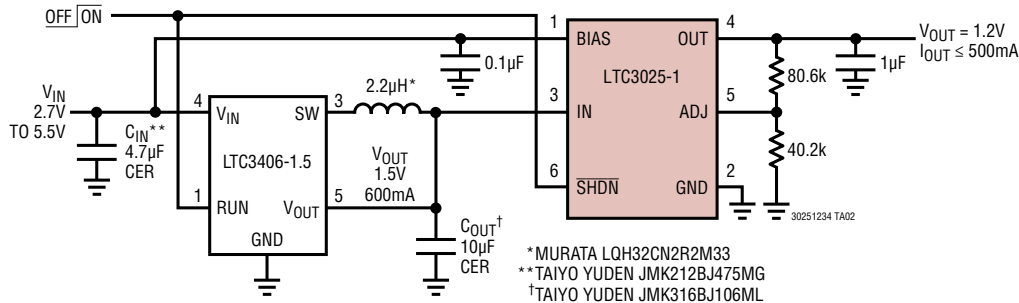 OFF ON
1
BIAS
OUT
4
VOUT = 1.2V
IOUT ≤ 500mA
0.1µF
LTC3025-1
80.6k
1µF
VIN
2.7V
TO 5.5V
CIN**
4.7µF
CER
4
VIN
SW
3
2.2µH*
3
IN
ADJ
5
LTC3406-1.5
VOUT
1.5V
600mA
40.2k
1
RUN
VOUT
5
6
SHDN
GND
2
GND
COUT†
10µF
CER
30251234 TA02
*MURATA LQH32CN2R2M33
**TAIYO YUDEN JMK212BJ475MG
†TAIYO YUDEN JMK316BJ106ML